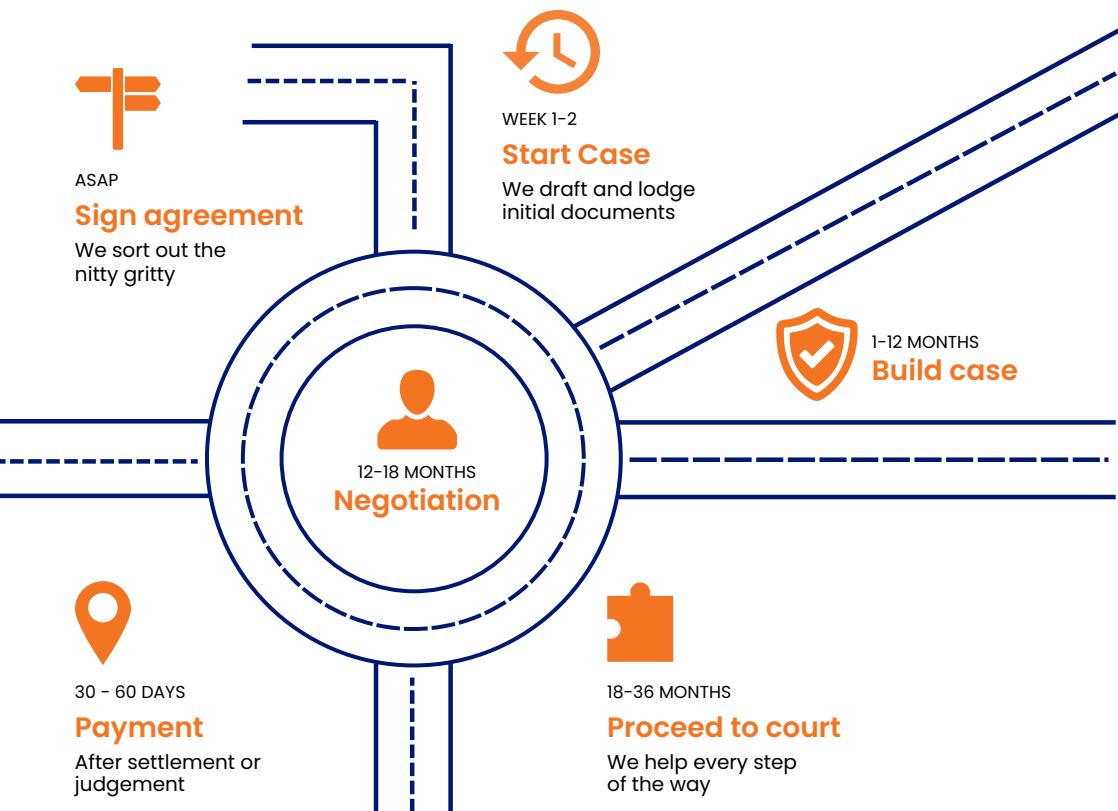 ASAP
Sign agreement
We sort out the
nitty gritty
WEEK 1-2
Start Case
We draft and lodge
initial documents
1-12 MONTHS
Build case
12-18 MONTHS
Negotiation
30 - 60 DAYS
Payment
After settlement or
judgement
18-36 MONTHS
Proceed to court
We help every step
of the way